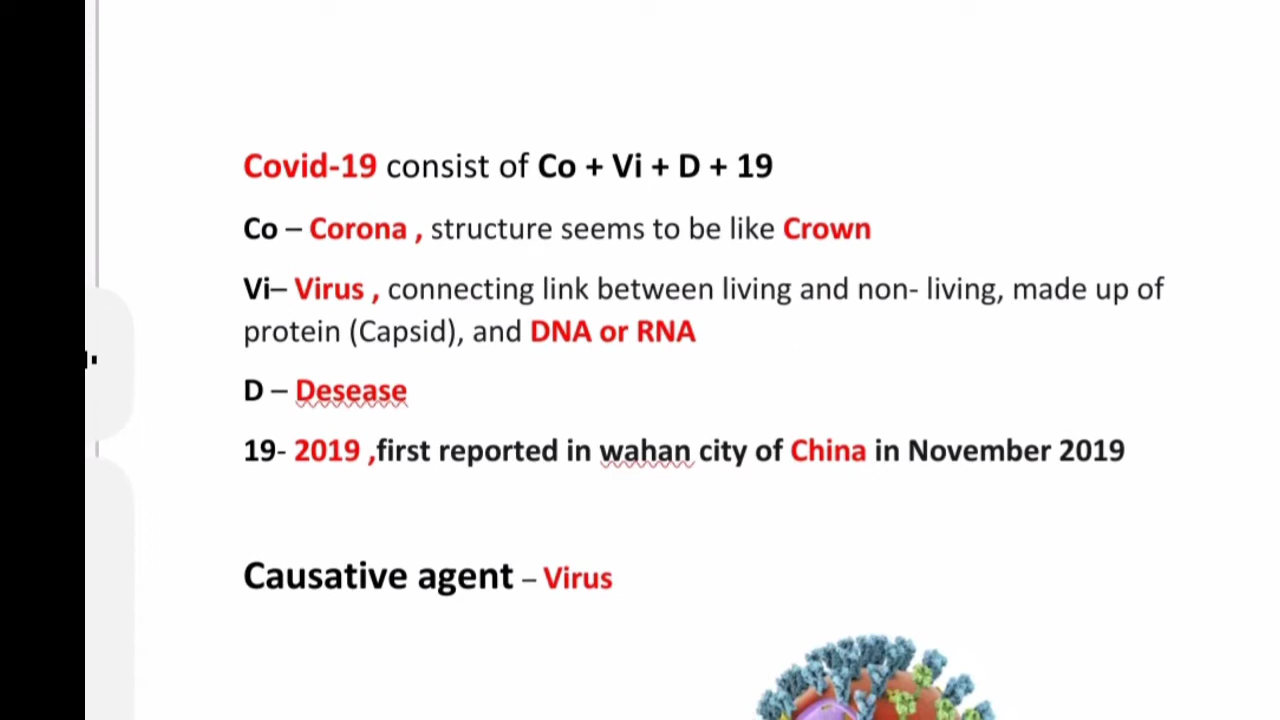 Covid-19 consist of Co + Vi + D + 19
Co – Corona , structure seems to be like Crown
Vi– Virus , connecting link between living and non- living, made up of
protein (Capsid), and DNA or RNA
D – Desease
19- 2019 ,first reported in wahan city of China in November 2019
Causative agent – Virus